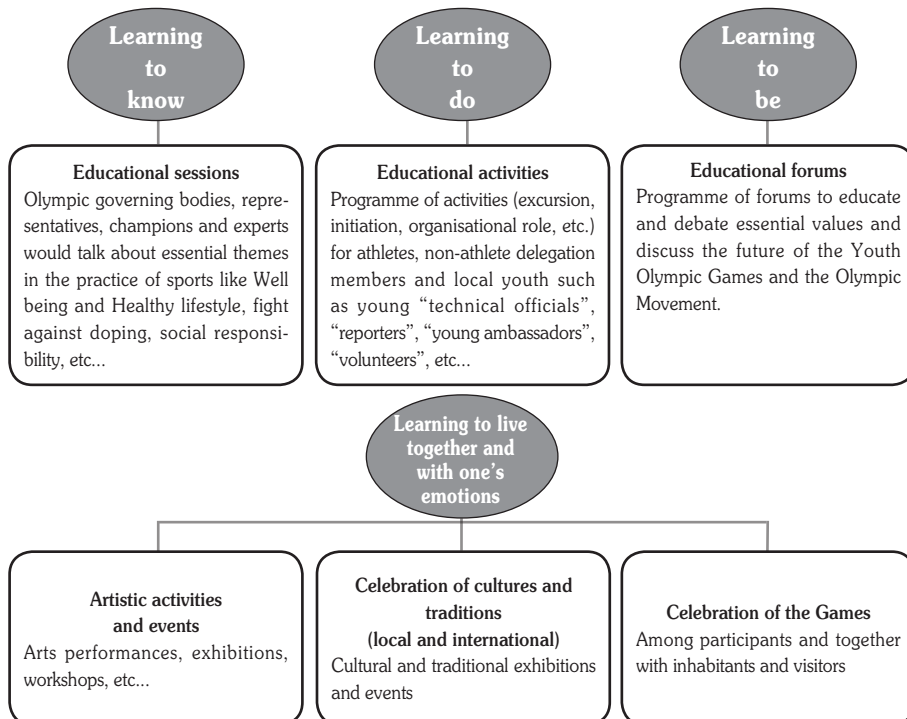 Learning
to
know
Learning
to
do
Learning
to
be
Educational sessions
Olympic governing bodies, repre-
sentatives, champions and experts
would talk about essential themes
in the practice of sports like Well
being and Healthy lifestyle, fight
against doping, social responsi-
bility, etc...
Educational activities
Programme of activities (excursion,
initiation, organisational role, etc.)
for athletes, non-athlete delegation
members and local youth such
as young “technical officials”,
“reporters”, “young ambassadors”,
“volunteers”, etc...
Educational forums
Programme of forums to educate
and debate essential values and
discuss the future of the Youth
Olympic Games and the Olympic
Movement.
Learning to live
together and
with one’s
emotions
Artistic activities
and events
Arts performances, exhibitions,
workshops, etc...
Celebration of cultures and
traditions
(local and international)
Cultural and traditional exhibitions
and events
Celebration of the Games
Among participants and together
with inhabitants and visitors